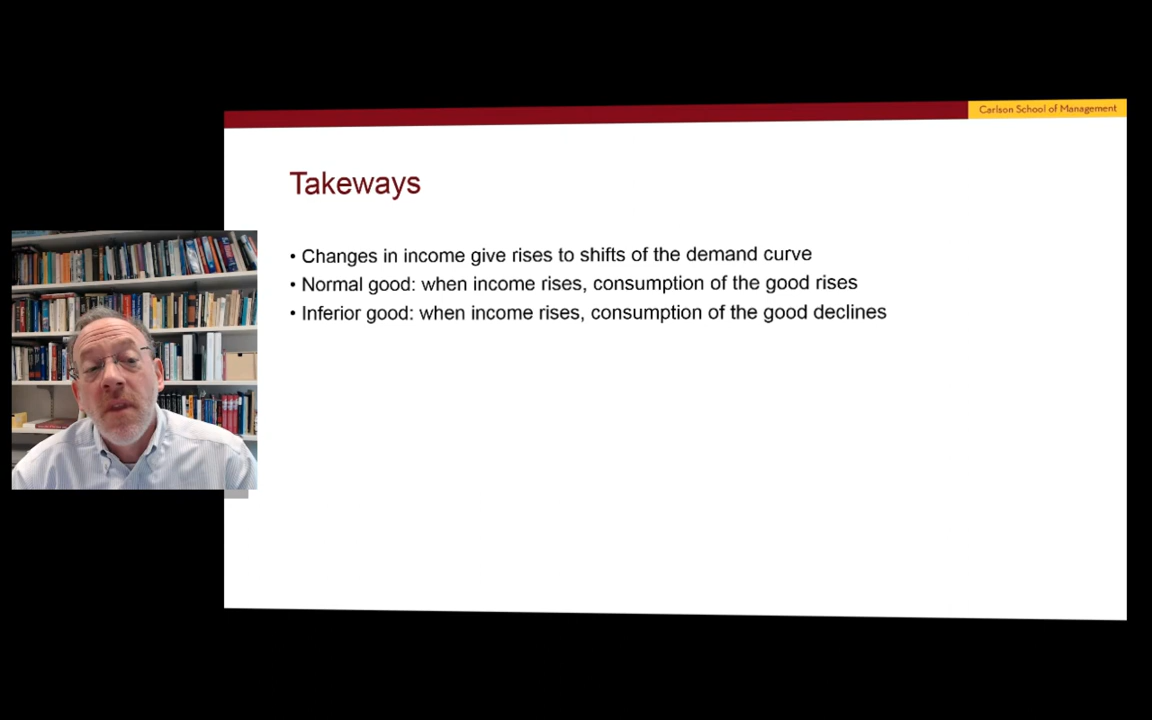 Carlson School of Management
Takeways
• Changes in income give rises to shifts of the demand curve
• Normal good: when income rises, consumption of the good rises
• Inferior good: when income rises, consumption of the good declines